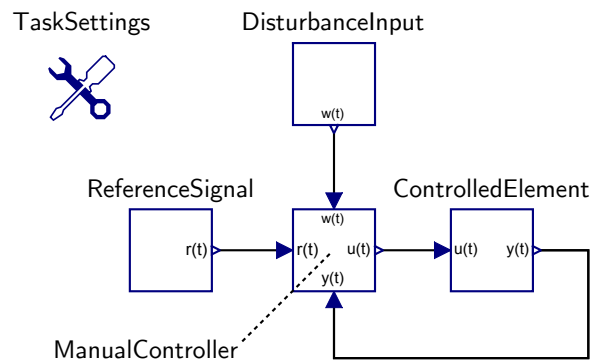 TaskSettings
DisturbanceInput
w(t)
ReferenceSignal
ControlledElement
w(t)
r(t)
r(t)
u(t)
u(t)
y(t)
y(t)
ManualController